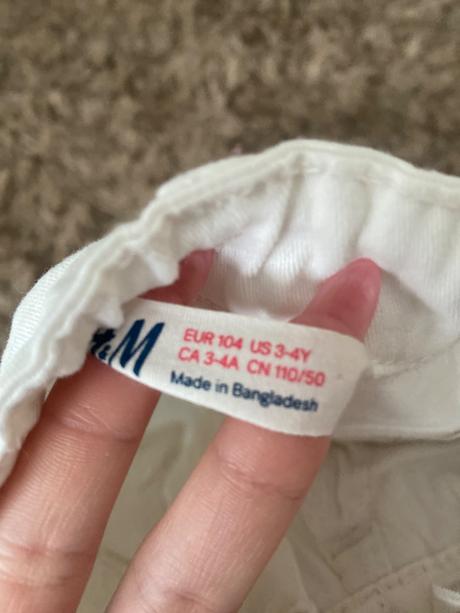 H&M
EUR 104 US 3-4Y
CA 3-4A CN 110/50
Made in Bangladesh